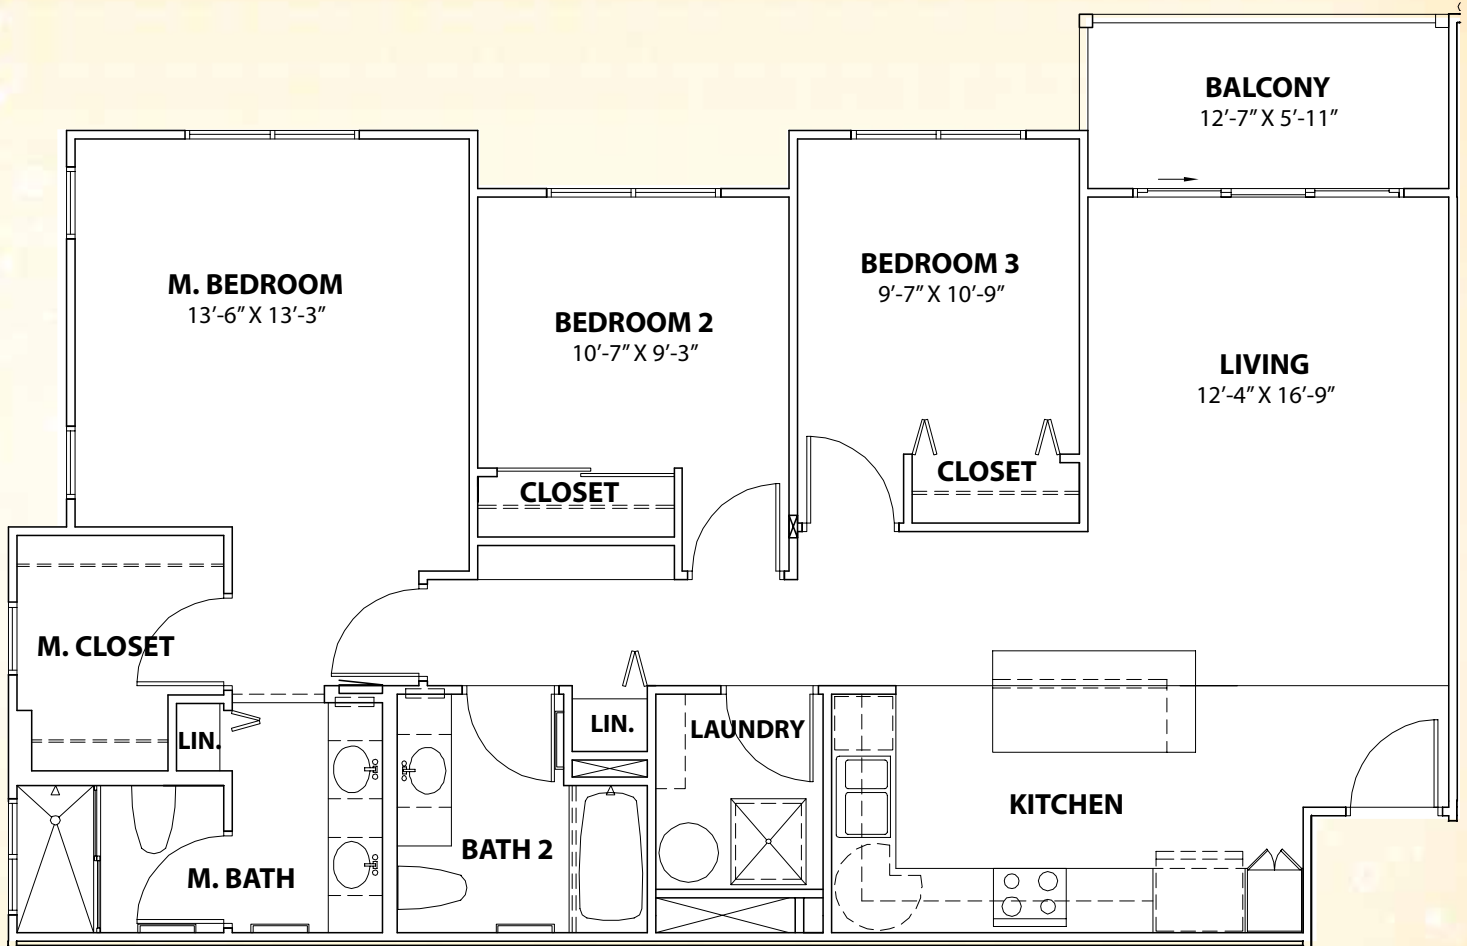 BALCONY
12’-7” X 5’-11”
M. BEDROOM
13’-6” X 13’-3”
BEDROOM 2
10’-7” X 9’-3”
BEDROOM 3
9’-7” X 10’-9”
LIVING
12’-4” X 16’-9”
CLOSET
CLOSET
M. CLOSET
LIN.
LIN.
LAUNDRY
KITCHEN
BATH 2
M. BATH